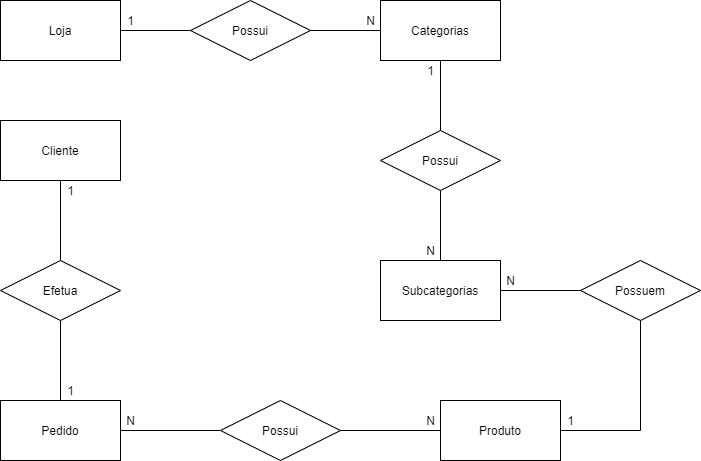 Loja
1
Possui
N
Categorias
1
Cliente
1
Possui
N
Efetua
Subcategorias
N
Possuem
1
Pedido
N
Possui
N
Produto
1